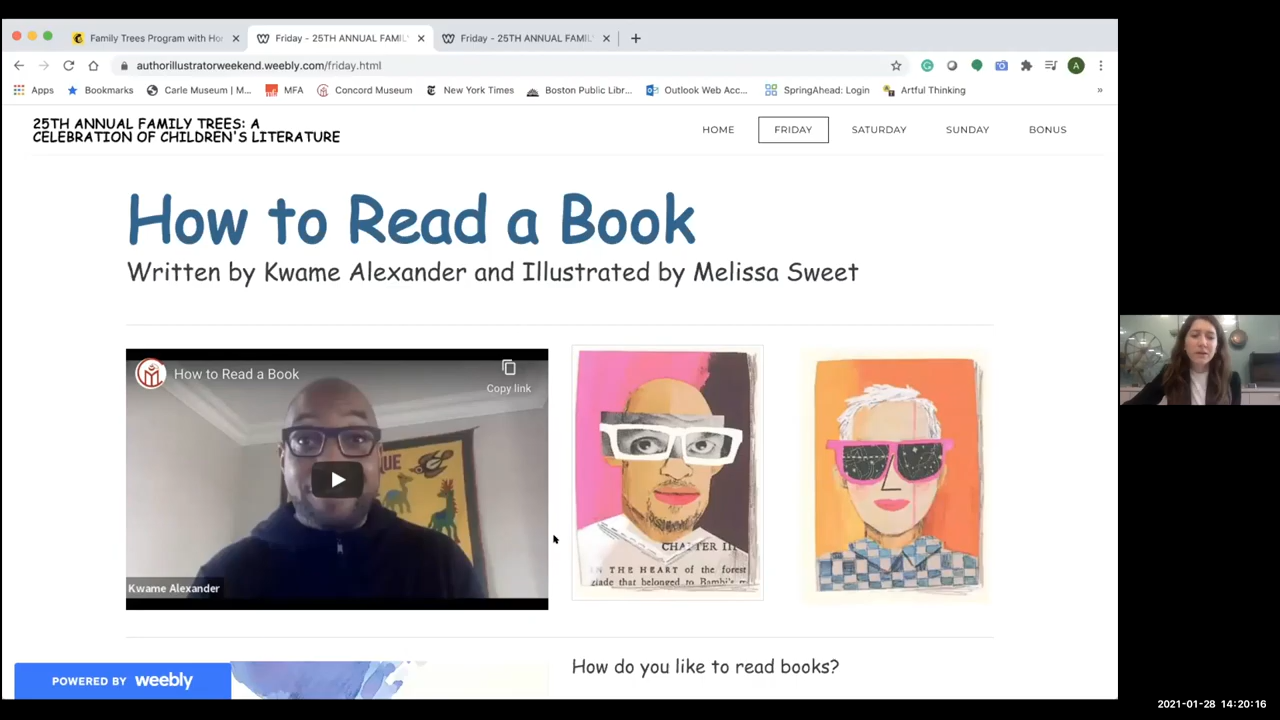 Family Trees Program with Ho
Friday - 25TH ANNUAL FAMIL
Friday - 25TH ANNUAL FAMIL
authorillustratorweekend.weebly.com/friday.html
A
Apps
Bookmarks
Carle Museum | M...
MFA
Concord Museum
New York Times
Boston Public Libr...
Outlook Web Acc...
SpringAhead: Login
Artful Thinking
»
25TH ANNUAL FAMILY TREES: A
CELEBRATION OF CHILDREN'S LITERATURE
HOME
FRIDAY
SATURDAY
SUNDAY
BONUS
How to Read a Book
Written by Kwame Alexander and Illustrated by Melissa Sweet
How to Read a Book
Copy link
QUE
Kwame Alexander
CHAPTER III
IN THE HEART of the forest
glade that belonged to Bambi's
How do you like to read books?
POWERED BY weebly
2021-01-28 14:20:16